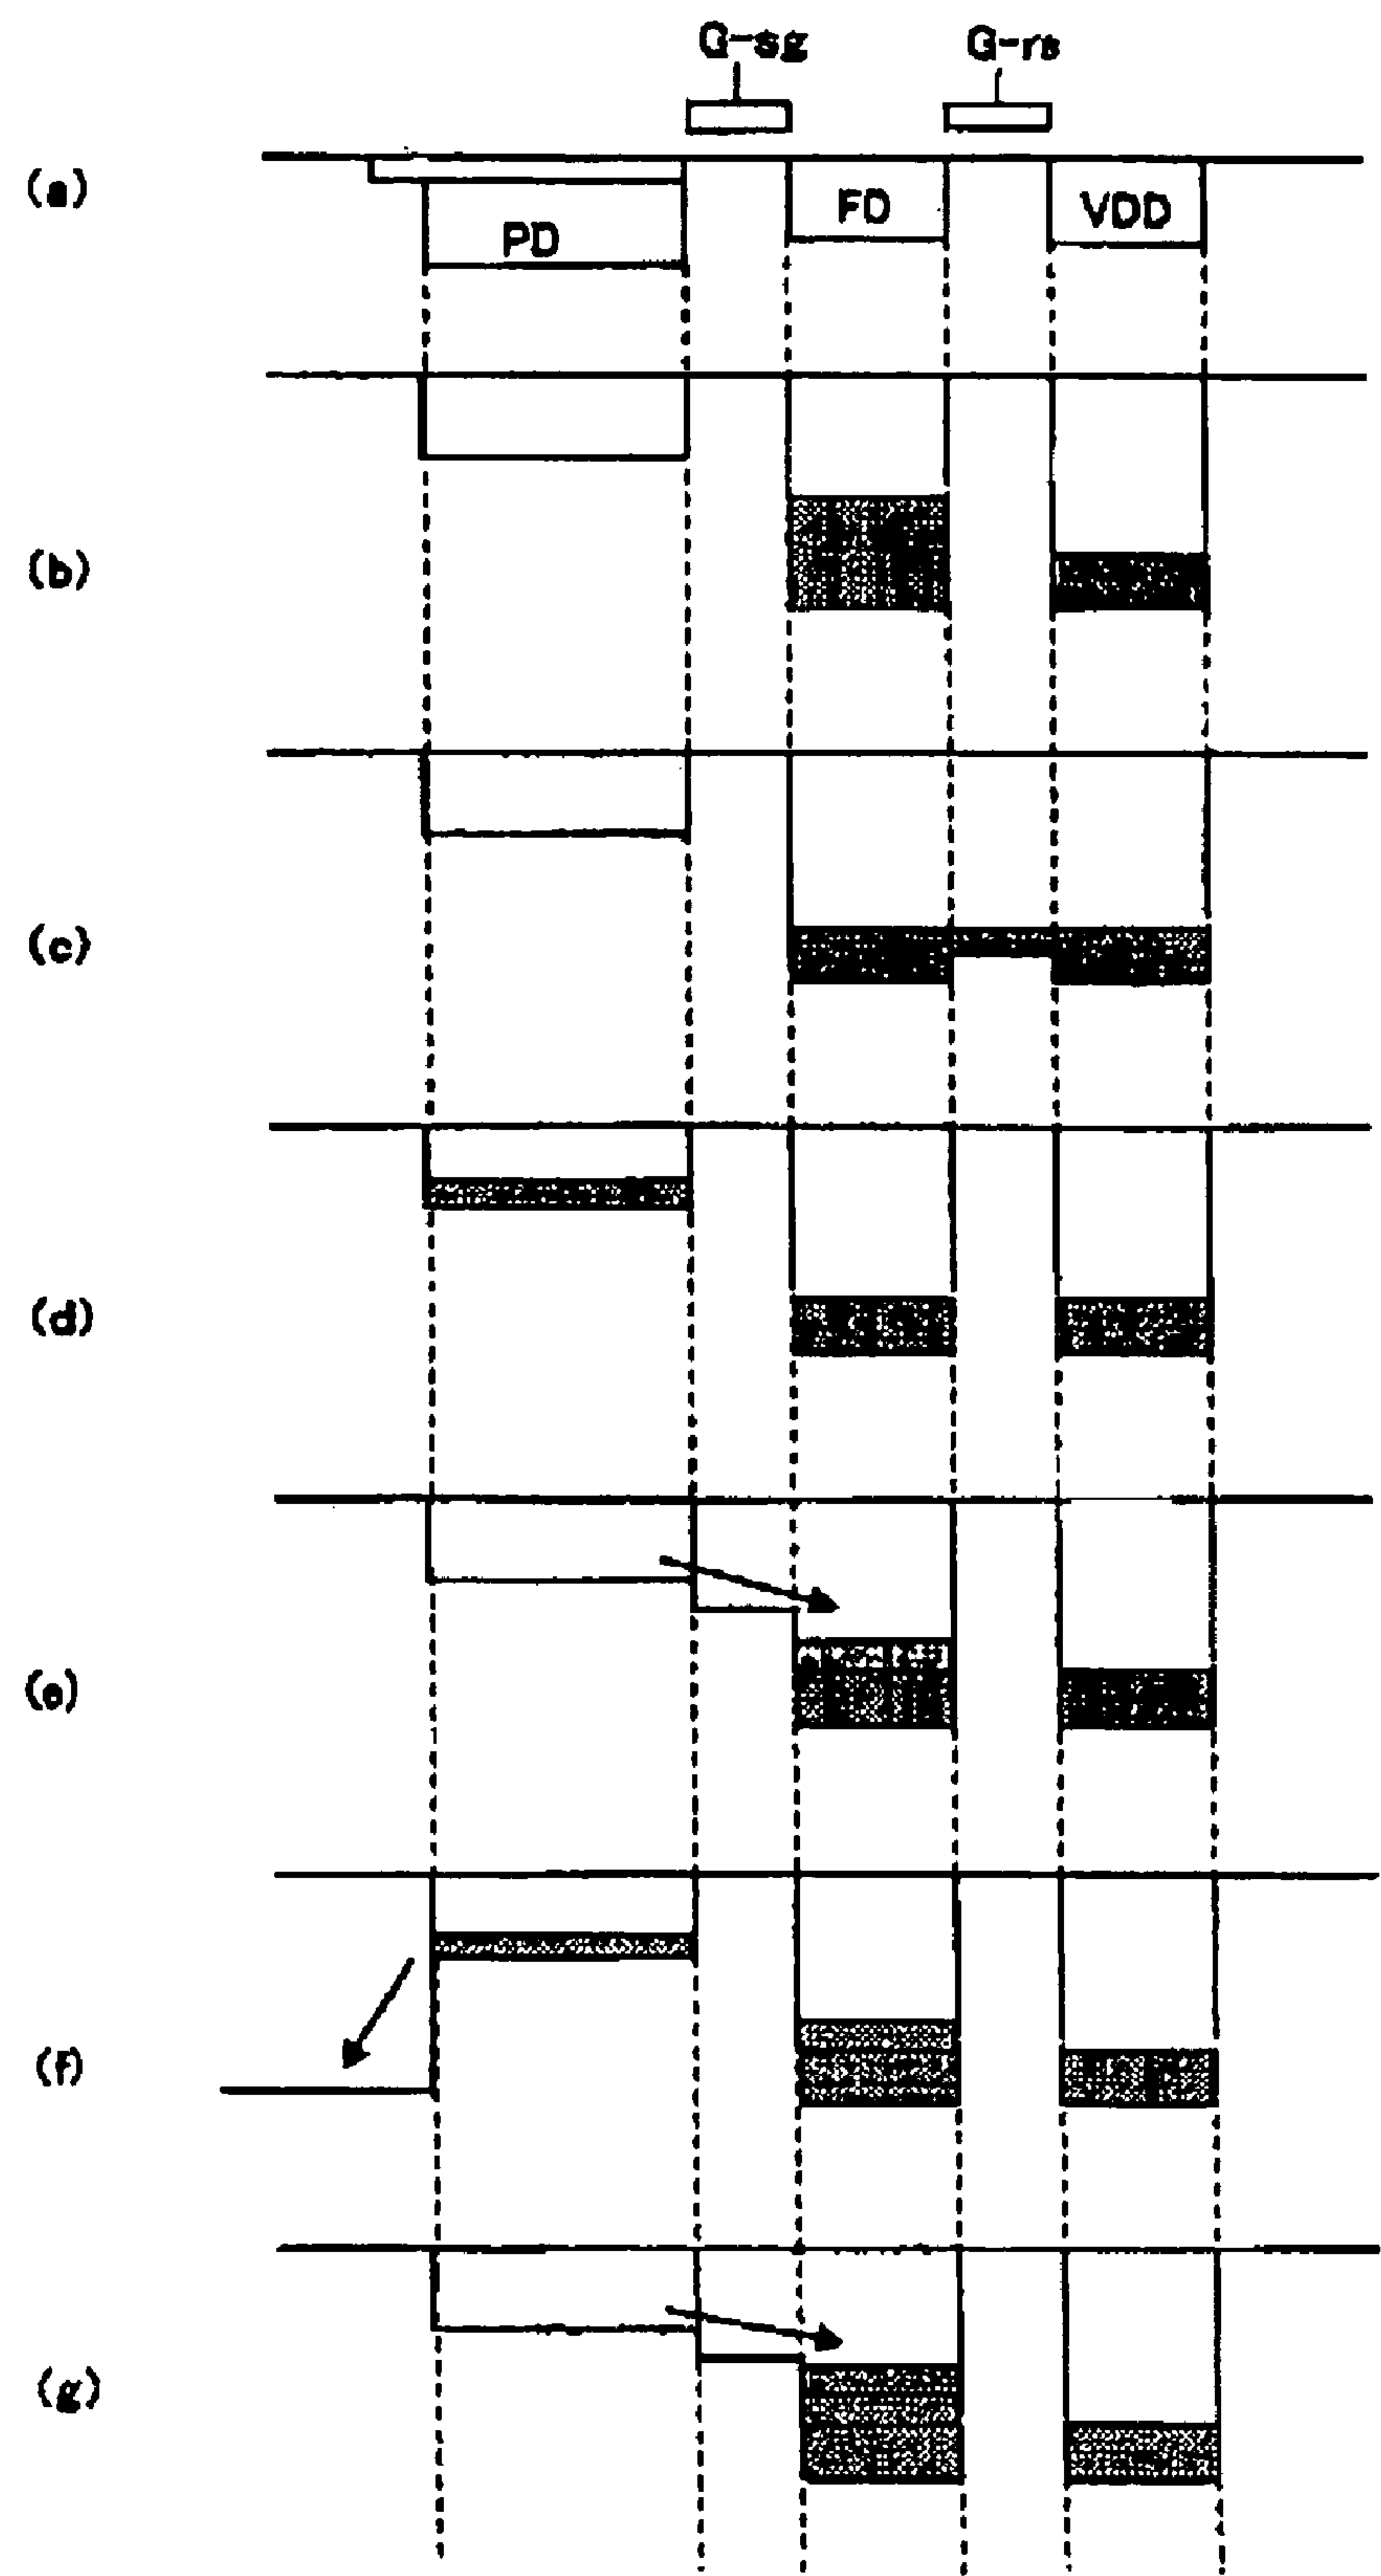 G-sg G-rs
(a)
PD FD VDD
(b)
(c)
(d)
(e)
(f)
(g)